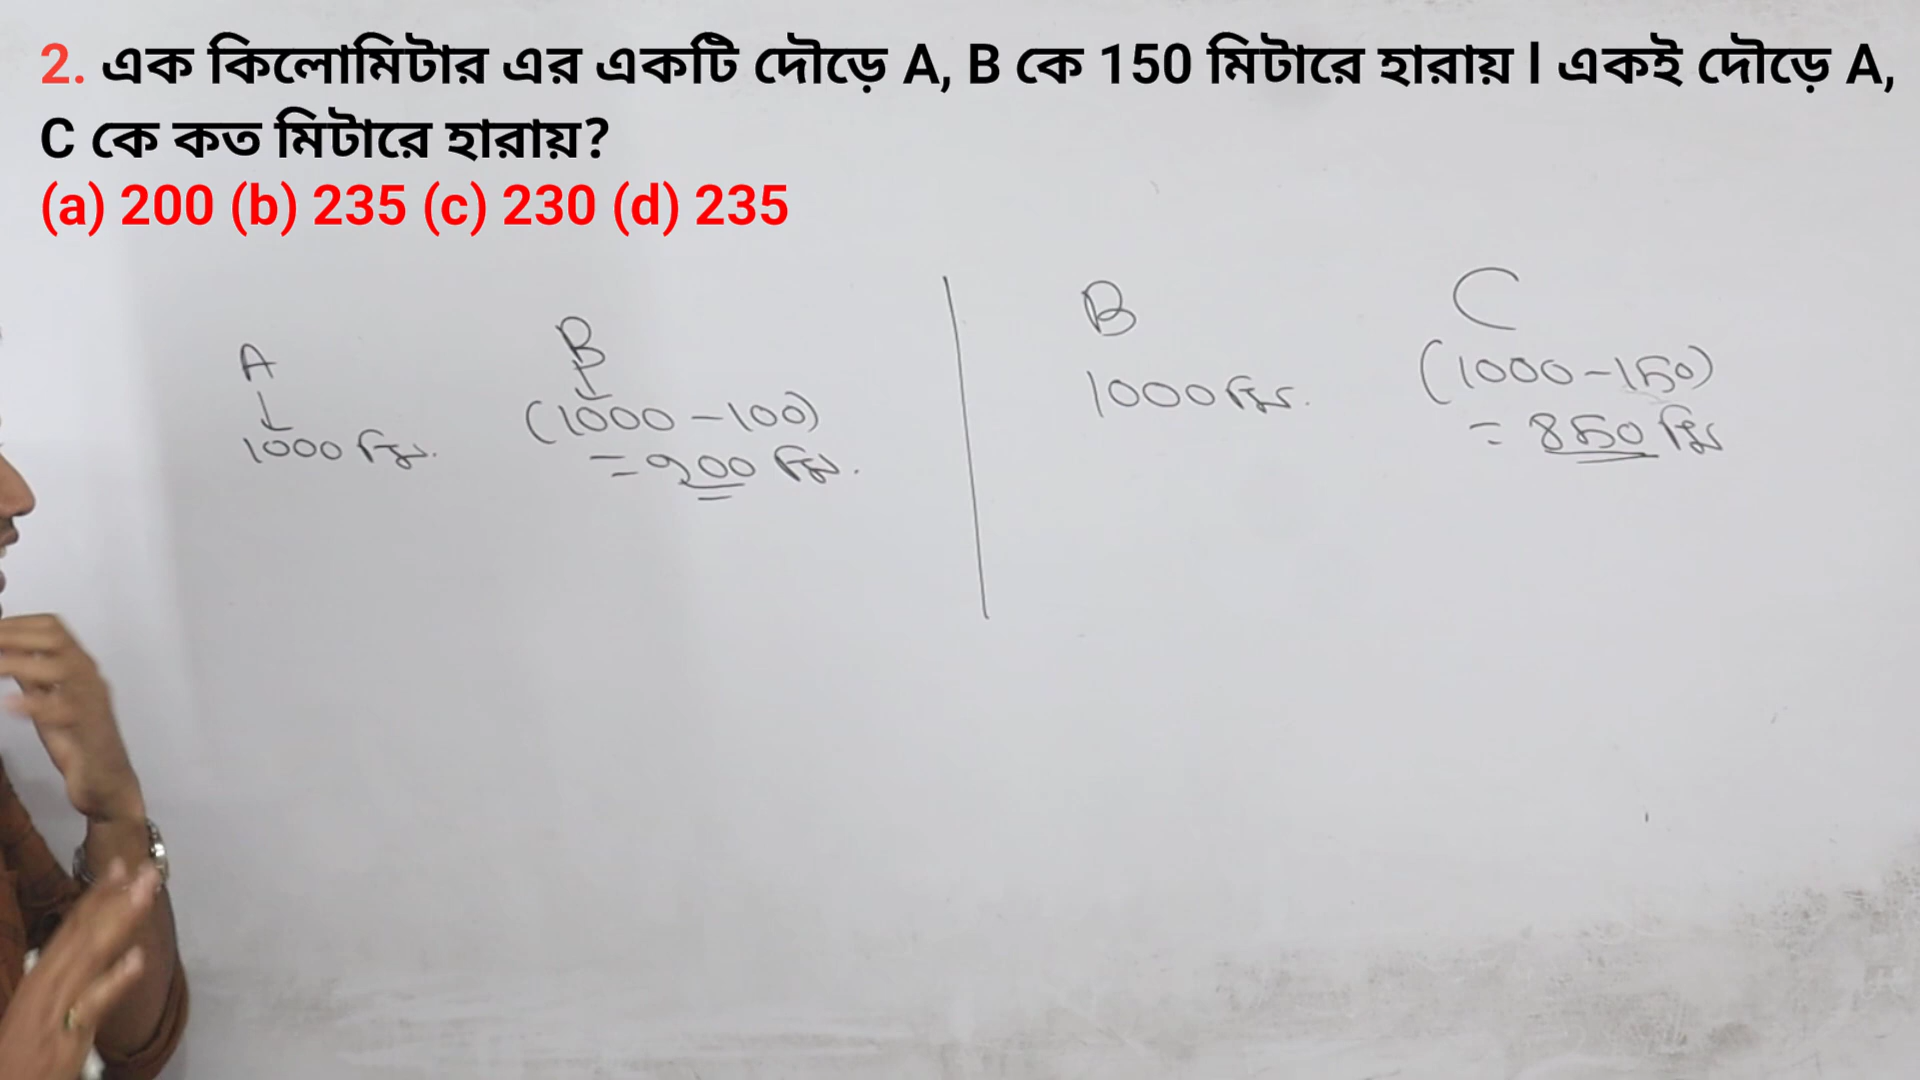 2. এক কিলোমিটার এর একটি দৌড়ে A, B কে 150 মিটারে হারায়। একই দৌড়ে A,
C কে কত মিটারে হারায়?
(a) 200 (b) 235 (c) 230 (d) 235
A
↓
1000 মিঃ.
B
↓
(1000 - 100)
= 900 মিঃ.
B
1000 মিঃ.
C
(1000 - 150)
= 850 মিঃ